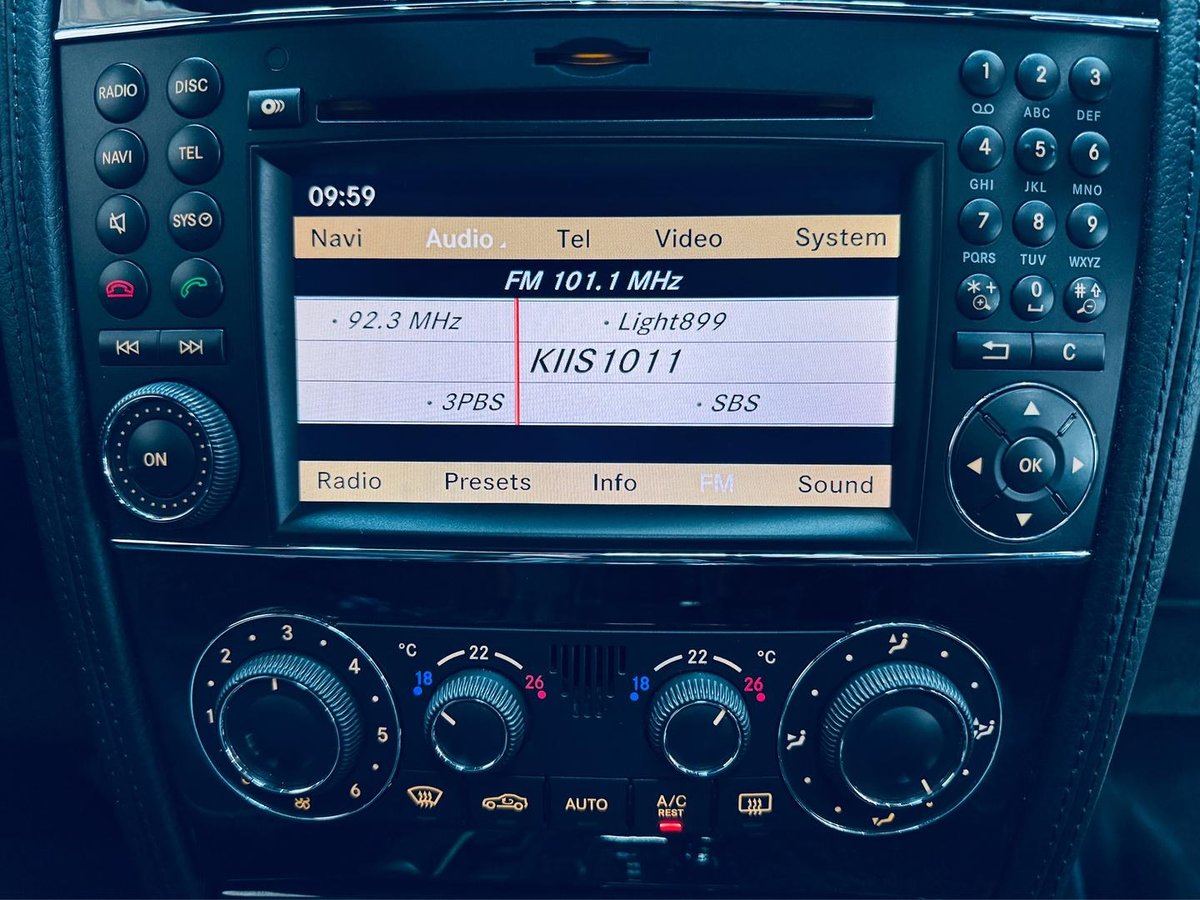 RADIO DISC
NAVI TEL
SYS
ON
09:59
Navi Audio Tel Video System
FM 101.1 MHz
· 92.3 MHz · Light899
KIIS1011
· 3PBS · SBS
Radio Presets Info FM Sound
1 2 3
ABC DEF
4 5 6
GHI JKL MNO
7 8 9
PQRS TUV WXYZ
*+ 0 #
C
OK
1 2 3 4 5 6
°C 18 22 26
18 22 26 °C
AUTO
A/C
REST